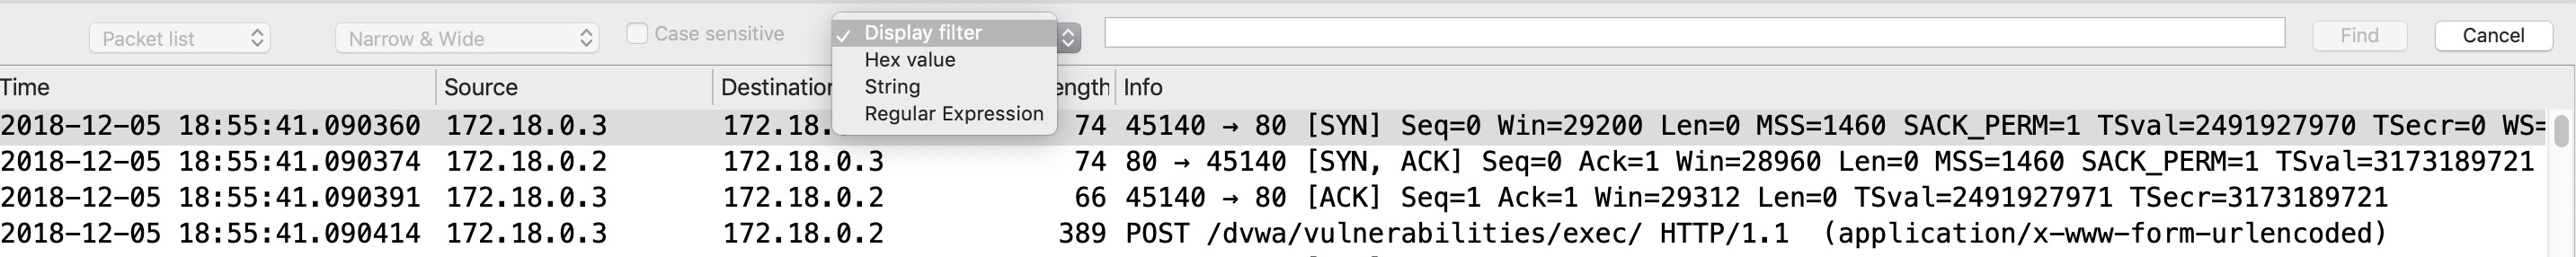 Packet list Narrow & Wide Case sensitive Display filter Find Cancel
Hex value
String
Regular Expression
Time Source Destination ength Info
2018-12-05 18:55:41.090360 172.18.0.3 172.18. 74 45140 → 80 [SYN] Seq=0 Win=29200 Len=0 MSS=1460 SACK_PERM=1 TSval=2491927970 TSecr=0 WS=
2018-12-05 18:55:41.090374 172.18.0.2 172.18.0.3 74 80 → 45140 [SYN, ACK] Seq=0 Ack=1 Win=28960 Len=0 MSS=1460 SACK_PERM=1 TSval=3173189721
2018-12-05 18:55:41.090391 172.18.0.3 172.18.0.2 66 45140 → 80 [ACK] Seq=1 Ack=1 Win=29312 Len=0 TSval=2491927971 TSecr=3173189721
2018-12-05 18:55:41.090414 172.18.0.3 172.18.0.2 389 POST /dvwa/vulnerabilities/exec/ HTTP/1.1 (application/x-www-form-urlencoded)